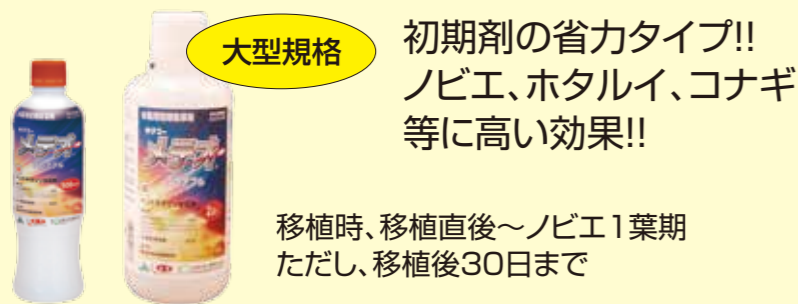 大型規格
初期剤の省力タイプ!!
ノビエ、ホタルイ、コナギ
等に高い効果!!
移植時、移植直後～ノビエ1葉期
ただし、移植後30日まで